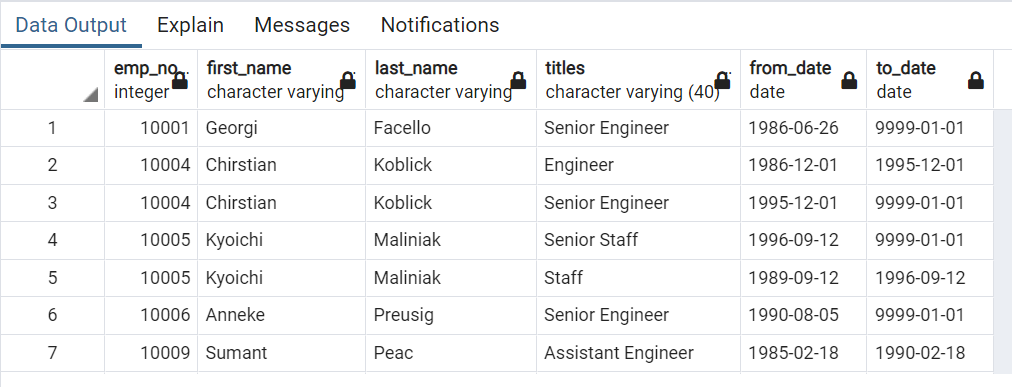 Data Output Explain Messages Notifications
emp_no.. first_name last_name titles from_date to_date
integer character varying character varying character varying (40) date date
1 10001 Georgi Facello Senior Engineer 1986-06-26 9999-01-01
2 10004 Chirstian Koblick Engineer 1986-12-01 1995-12-01
3 10004 Chirstian Koblick Senior Engineer 1995-12-01 9999-01-01
4 10005 Kyoichi Maliniak Senior Staff 1996-09-12 9999-01-01
5 10005 Kyoichi Maliniak Staff 1989-09-12 1996-09-12
6 10006 Anneke Preusig Senior Engineer 1990-08-05 9999-01-01
7 10009 Sumant Peac Assistant Engineer 1985-02-18 1990-02-18